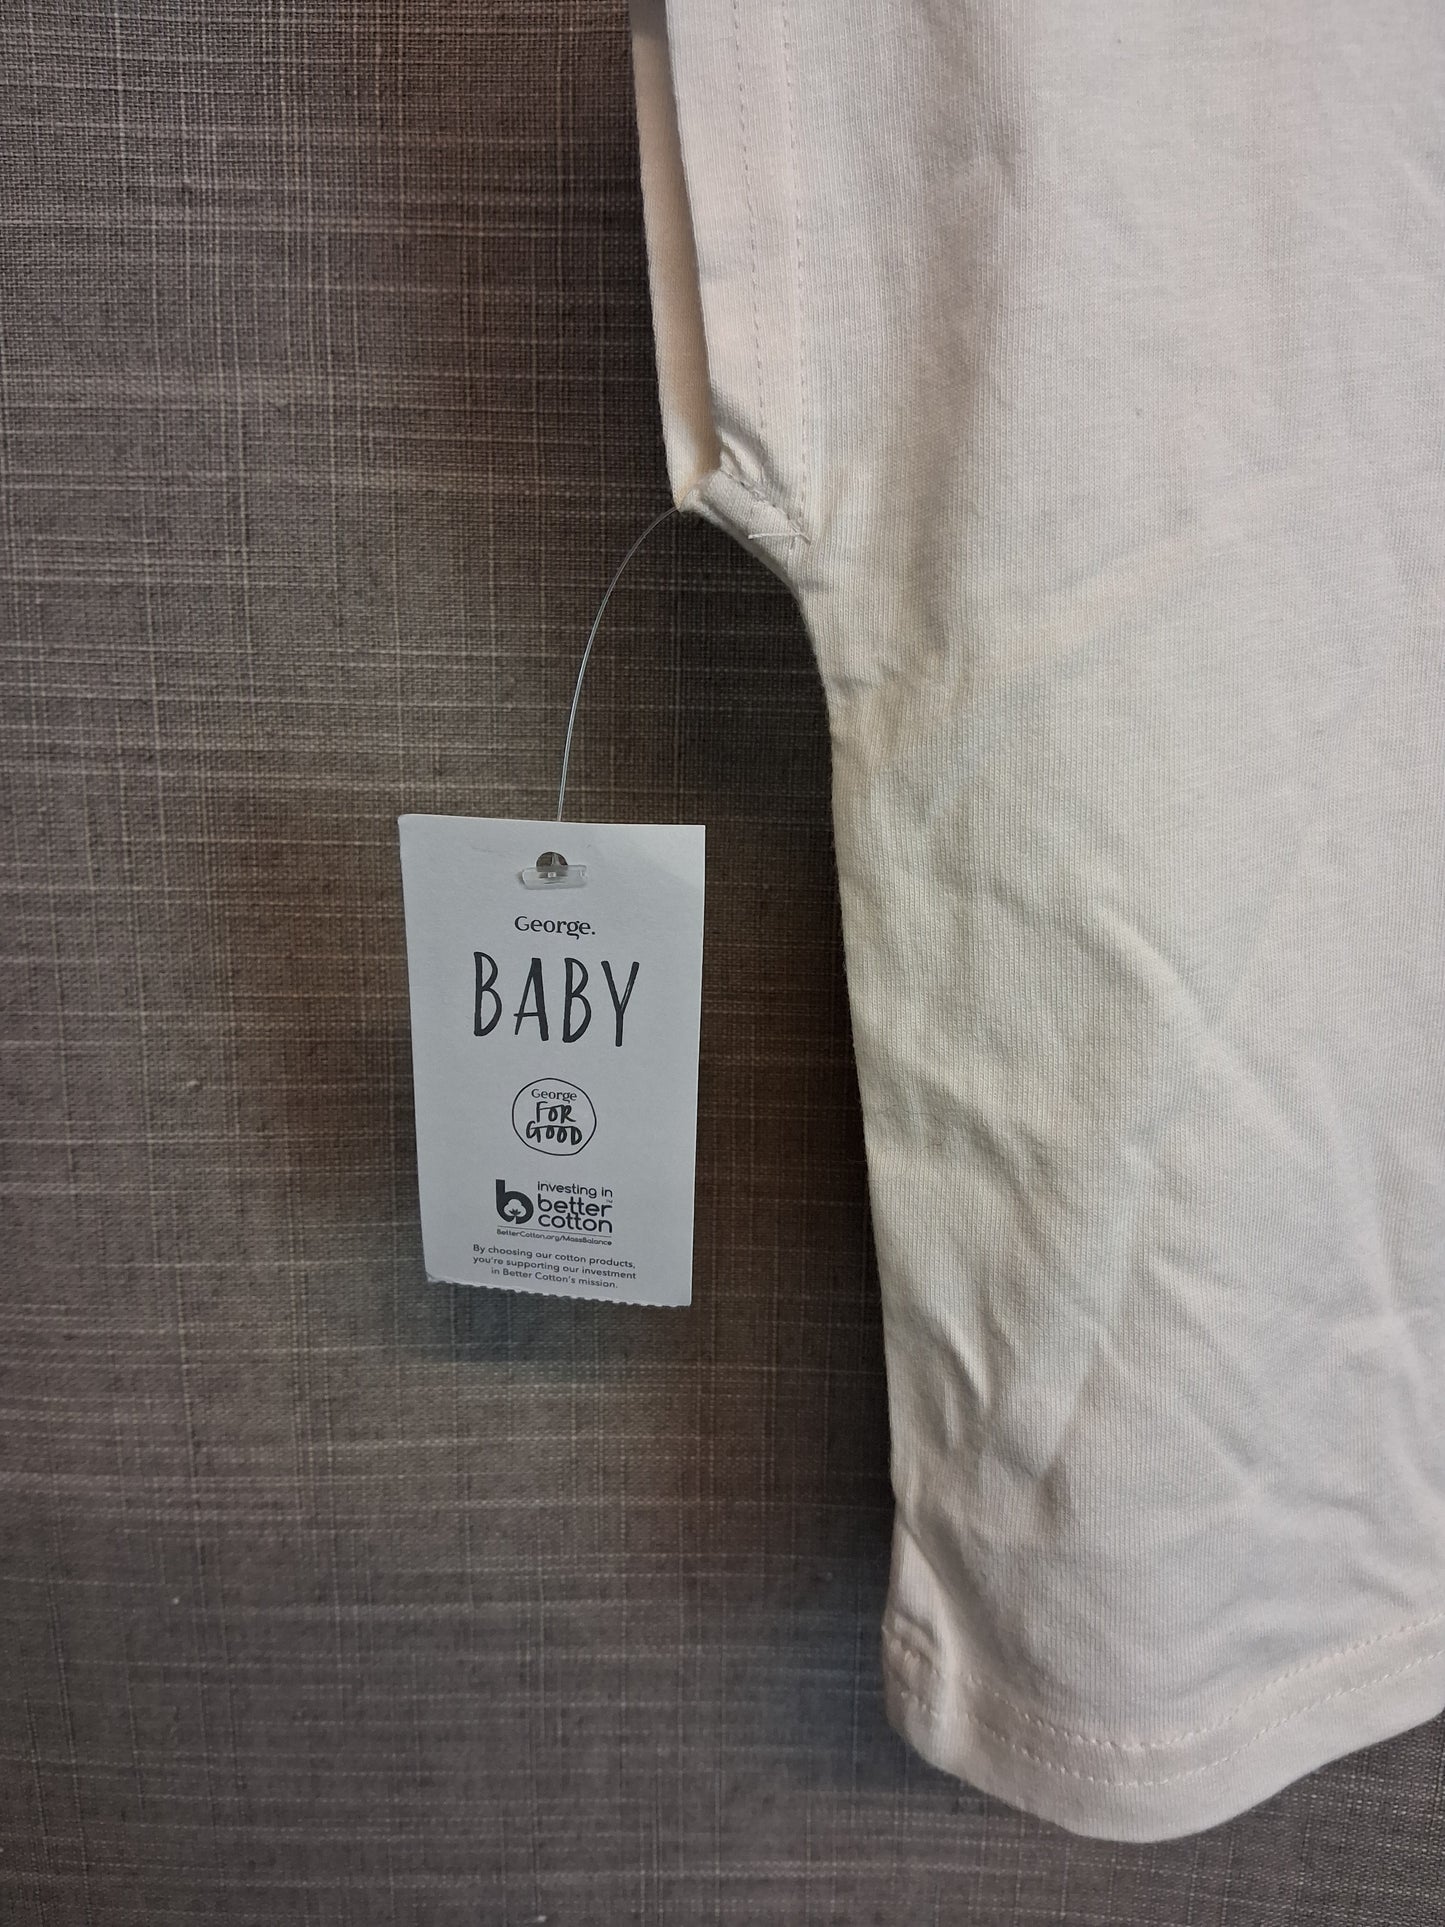 George.
BABY
George
FOR
GOOD
investing in
better
cotton™
BetterCotton.org/MassBalance
By choosing our cotton products,
you're supporting our investment
in Better Cotton's mission.